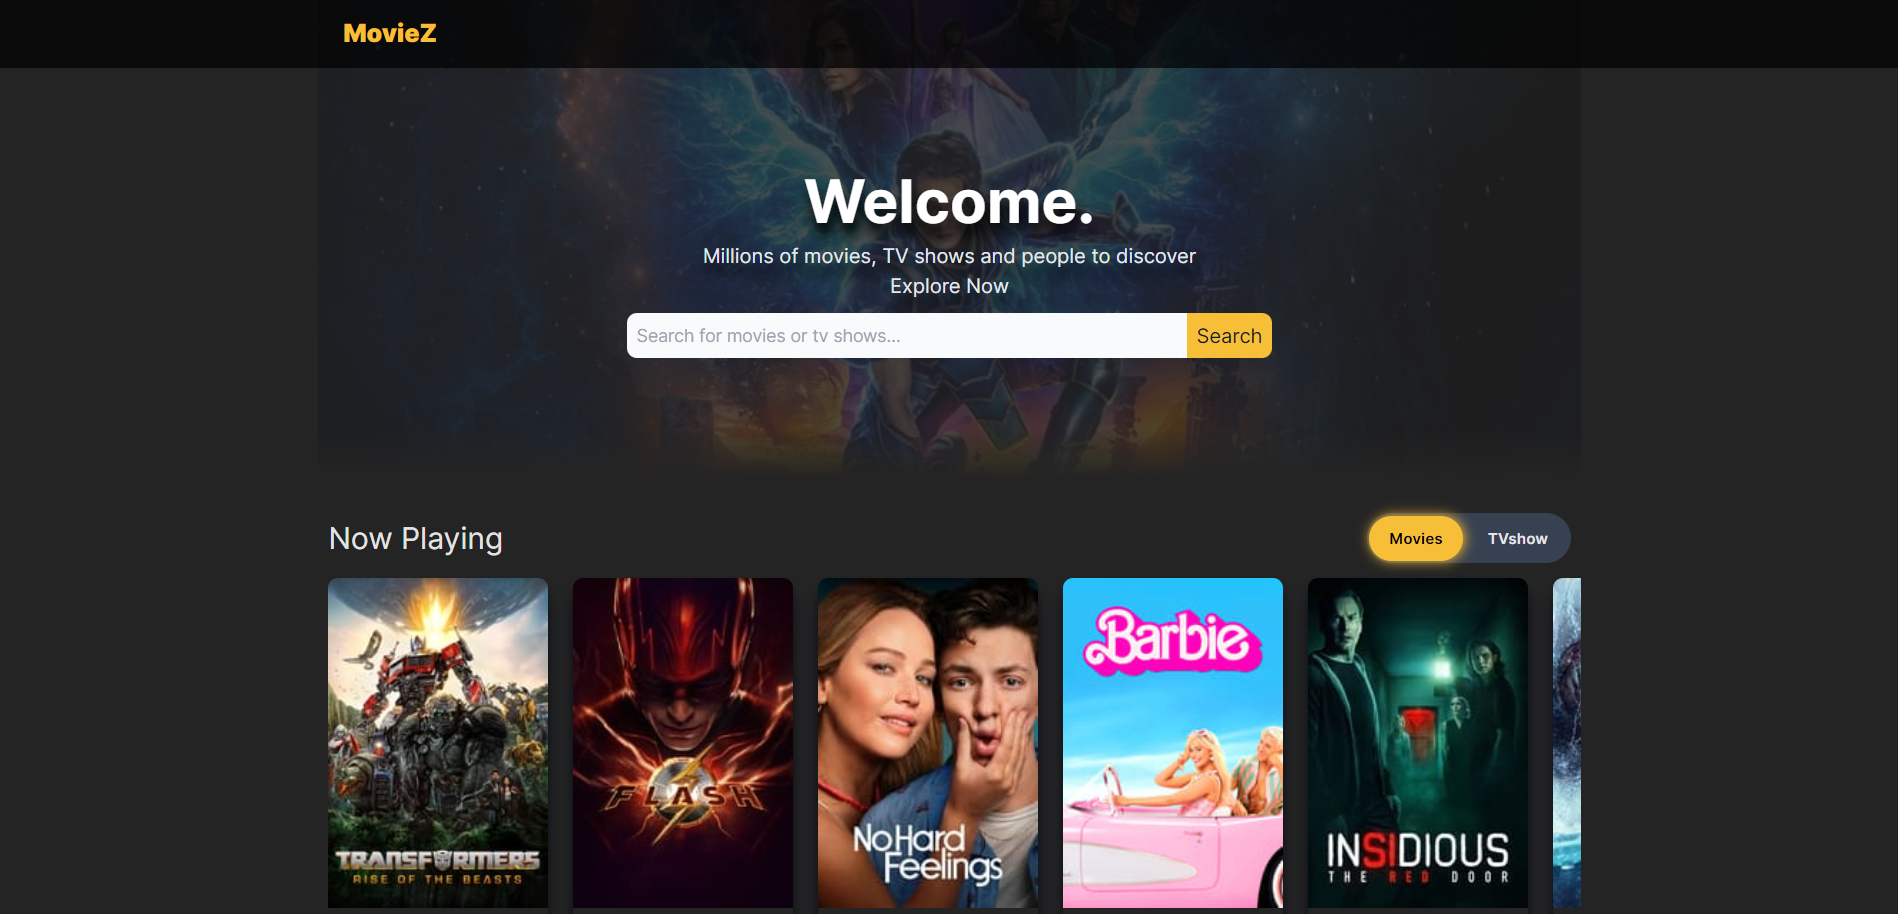 MovieZ
Welcome.
Millions of movies, TV shows and people to discover
Explore Now
Search for movies or tv shows...
Search
Now Playing
Movies
TVshow
TRANSFORMERS
RISE OF THE BEASTS
FLASH
No Hard
Feelings
Barbie
INSIDIOUS
THE RED DOOR